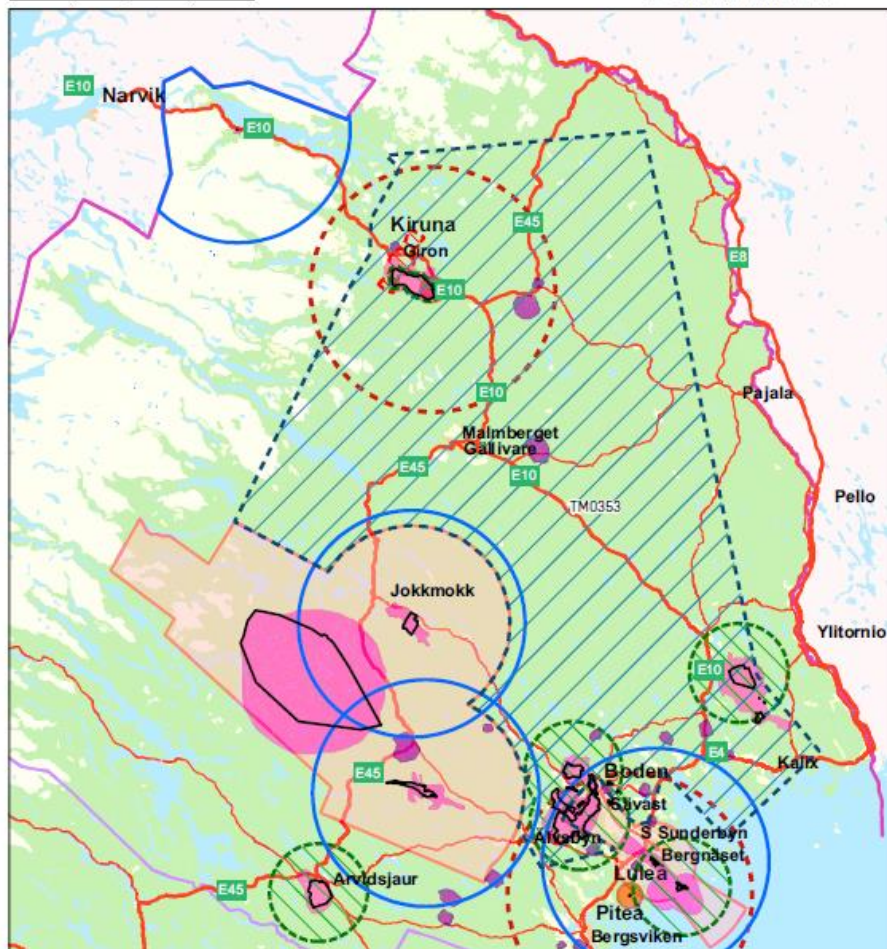 E10
Narvik
E10
Kiruna
Giron
E45
E10
E8
E10
Pajala
Malmberget
Gällivare
E45
E10
TM0353
Pello
Jokkmokk
Ylitornio
E10
E4
Kalix
Boden
E45
Sävast
Älvsbyn
S Sunderbyn
Bergnäset
Luleå
Arvidsjaur
E45
Piteå
Bergsviken